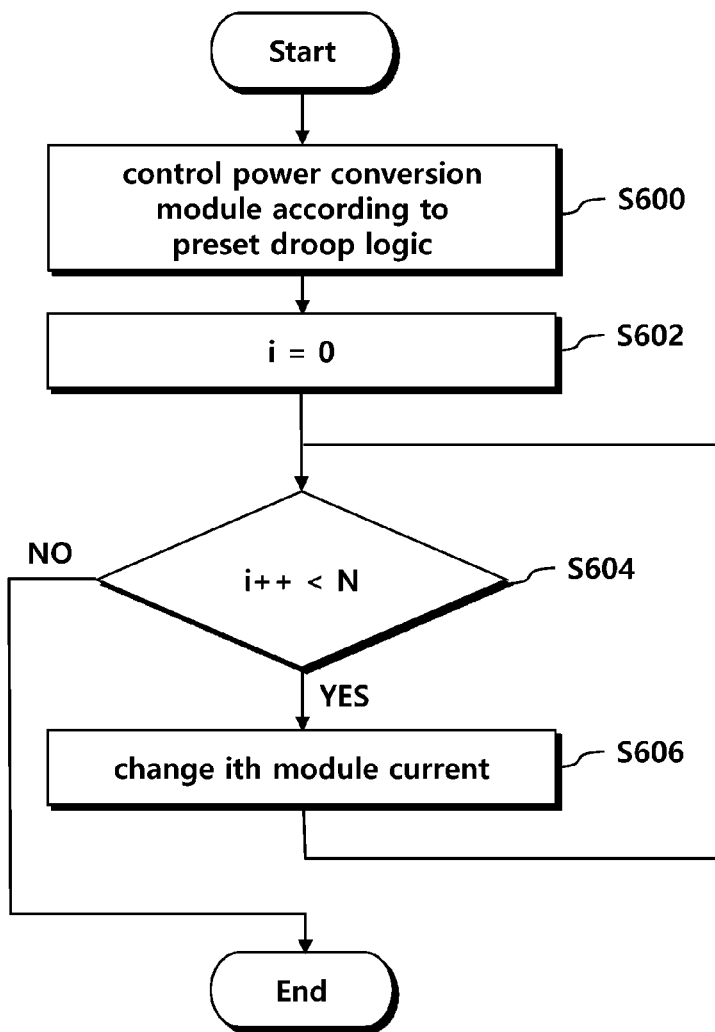 Start
control power conversion
module according to
preset droop logic
S600
i = 0
S602
NO
i++ < N
S604
YES
change ith module current
S606
End